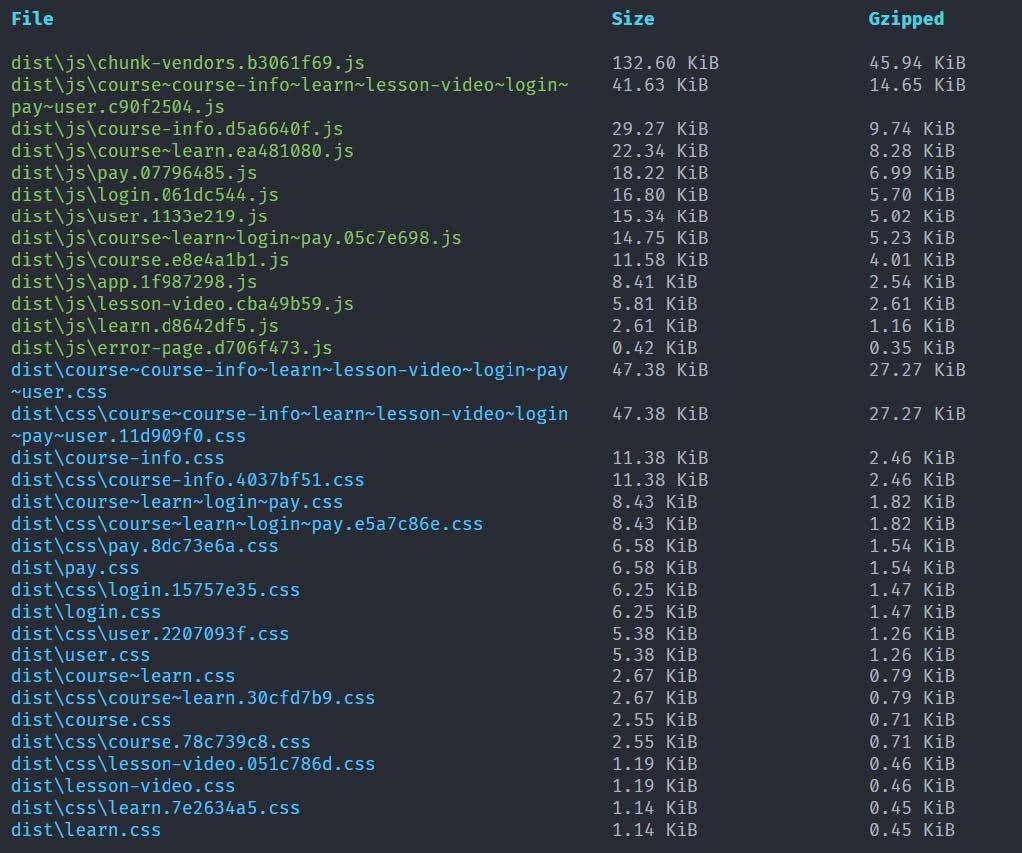 File Size Gzipped
dist\js\chunk-vendors.b3061f69.js 132.60 KiB 45.94 KiB
dist\js\course~course-info~learn~lesson-video~login~ 41.63 KiB 14.65 KiB
pay~user.c90f2504.js
dist\js\course-info.d5a6640f.js 29.27 KiB 9.74 KiB
dist\js\course~learn.ea481080.js 22.34 KiB 8.28 KiB
dist\js\pay.07796485.js 18.22 KiB 6.99 KiB
dist\js\login.061dc544.js 16.80 KiB 5.70 KiB
dist\js\user.1133e219.js 15.34 KiB 5.02 KiB
dist\js\course~learn~login~pay.05c7e698.js 14.75 KiB 5.23 KiB
dist\js\course.e8e4a1b1.js 11.58 KiB 4.01 KiB
dist\js\app.1f987298.js 8.41 KiB 2.54 KiB
dist\js\lesson-video.cba49b59.js 5.81 KiB 2.61 KiB
dist\js\learn.d8642df5.js 2.61 KiB 1.16 KiB
dist\js\error-page.d706f473.js 0.42 KiB 0.35 KiB
dist\course~course-info~learn~lesson-video~login~pay 47.38 KiB 27.27 KiB
~user.css
dist\css\course~course-info~learn~lesson-video~login 47.38 KiB 27.27 KiB
~pay~user.11d909f0.css
dist\course-info.css 11.38 KiB 2.46 KiB
dist\css\course-info.4037bf51.css 11.38 KiB 2.46 KiB
dist\course~learn~login~pay.css 8.43 KiB 1.82 KiB
dist\css\course~learn~login~pay.e5a7c86e.css 8.43 KiB 1.82 KiB
dist\css\pay.8dc73e6a.css 6.58 KiB 1.54 KiB
dist\pay.css 6.58 KiB 1.54 KiB
dist\css\login.15757e35.css 6.25 KiB 1.47 KiB
dist\login.css 6.25 KiB 1.47 KiB
dist\css\user.2207093f.css 5.38 KiB 1.26 KiB
dist\user.css 5.38 KiB 1.26 KiB
dist\course~learn.css 2.67 KiB 0.79 KiB
dist\css\course~learn.30cfd7b9.css 2.67 KiB 0.79 KiB
dist\course.css 2.55 KiB 0.71 KiB
dist\css\course.78c739c8.css 2.55 KiB 0.71 KiB
dist\css\lesson-video.051c786d.css 1.19 KiB 0.46 KiB
dist\lesson-video.css 1.19 KiB 0.46 KiB
dist\css\learn.7e2634a5.css 1.14 KiB 0.45 KiB
dist\learn.css 1.14 KiB 0.45 KiB